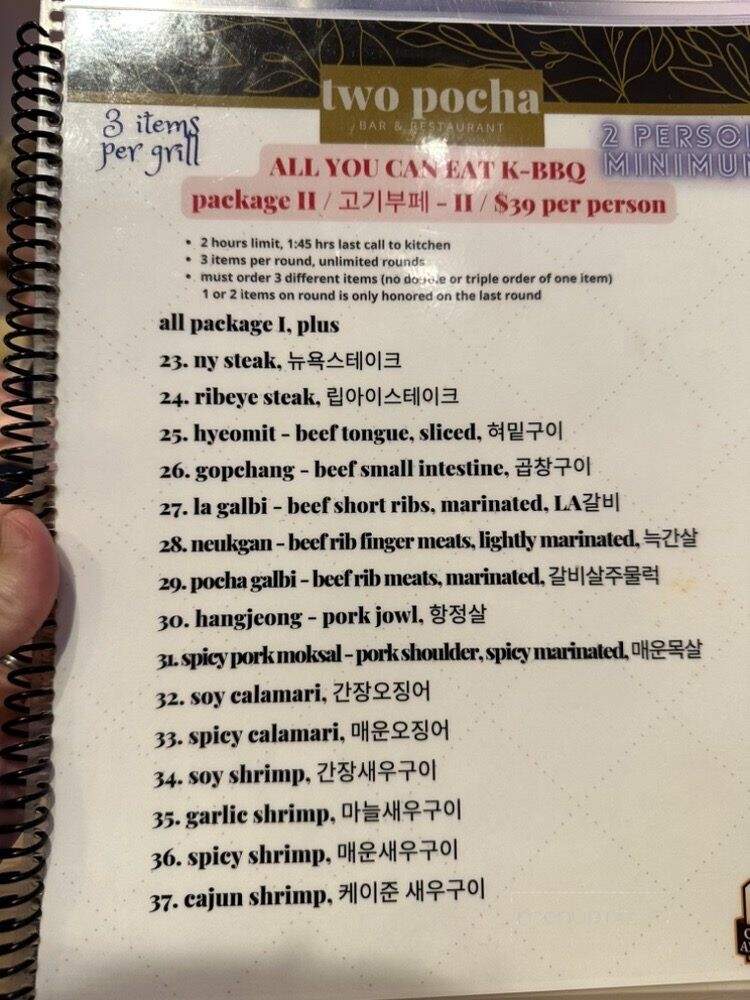 two pocha
BAR & RESTAURANT
3 items
per grill
2 PERSO
MINIMU
ALL YOU CAN EAT K-BBQ
package II / 고기부페 - II / $39 per person
• 2 hours limit, 1:45 hrs last call to kitchen
• 3 items per round, unlimited rounds
• must order 3 different items (no double or triple order of one item)
1 or 2 items on round is only honored on the last round
all package I, plus
23. ny steak, 뉴욕스테이크
24. ribeye steak, 립아이스테이크
25. hyeomit - beef tongue, sliced, 혀밑구이
26. gopchang - beef small intestine, 곱창구이
27. la galbi - beef short ribs, marinated, LA갈비
28. neukgan - beef rib finger meats, lightly marinated, 늑간살
29. pocha galbi - beef rib meats, marinated, 갈비살주물럭
30. hangjeong - pork jowl, 항정살
31. spicy pork moksal - pork shoulder, spicy marinated, 매운목살
32. soy calamari, 간장오징어
33. spicy calamari, 매운오징어
34. soy shrimp, 간장새우구이
35. garlic shrimp, 마늘새우구이
36. spicy shrimp, 매운새우구이
37. cajun shrimp, 케이준 새우구이